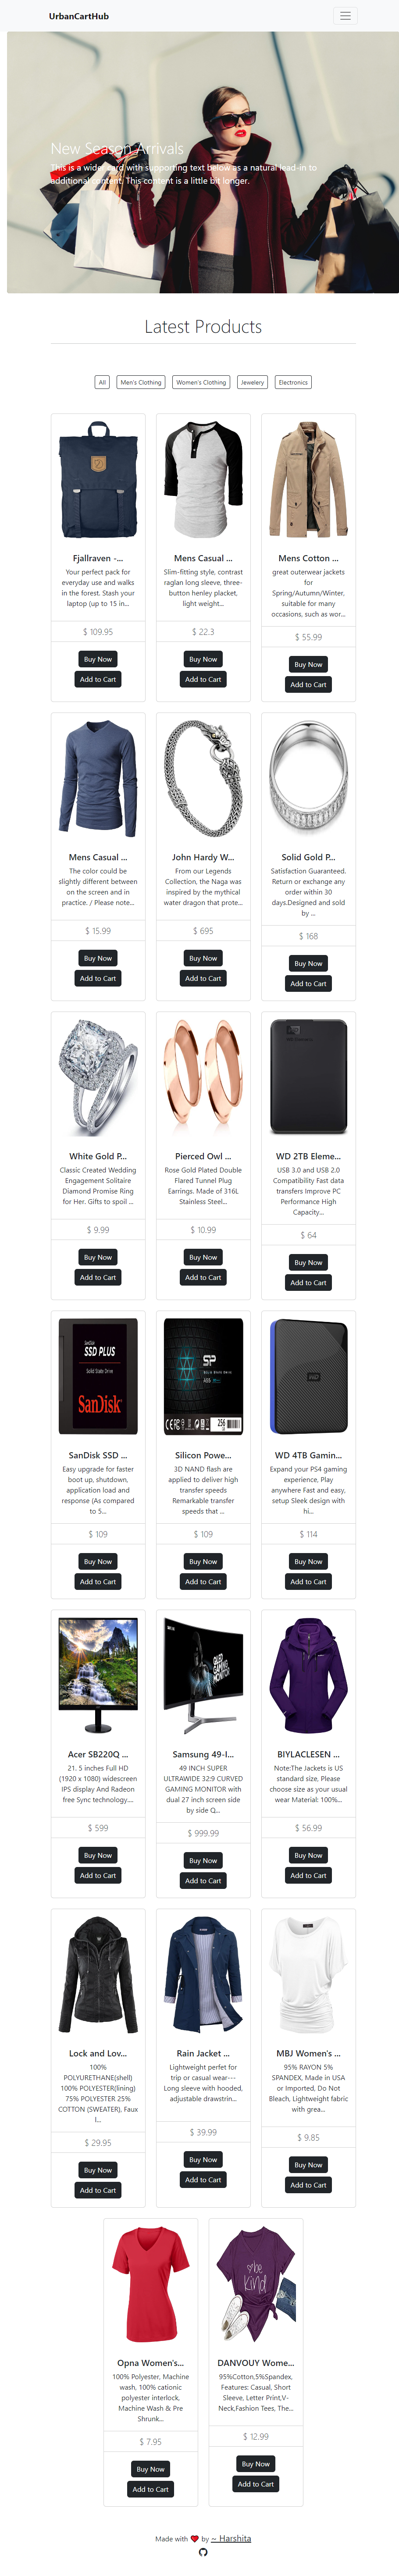 UrbanCartHub
New Season Arrivals
This is a wider card with supporting text below as a natural lead-in to
additional content. This content is a little bit longer.
Latest Products
All
Men's Clothing
Women's Clothing
Jewelery
Electronics
Fjallraven -...
Your perfect pack for
everyday use and walks
in the forest. Stash your
laptop (up to 15 in...
$ 109.95
Buy Now
Add to Cart
Mens Casual ...
Slim-fitting style, contrast
raglan long sleeve, three-
button henley placket,
light weight...
$ 22.3
Buy Now
Add to Cart
Mens Cotton ...
great outerwear jackets
for
Spring/Autumn/Winter,
suitable for many
occasions, such as wor...
$ 55.99
Buy Now
Add to Cart
Mens Casual ...
The color could be
slightly different between
on the screen and in
practice. / Please note...
$ 15.99
Buy Now
Add to Cart
John Hardy W...
From our Legends
Collection, the Naga was
inspired by the mythical
water dragon that prote...
$ 695
Buy Now
Add to Cart
Solid Gold P...
Satisfaction Guaranteed.
Return or exchange any
order within 30
days.Designed and sold
by ...
$ 168
Buy Now
Add to Cart
White Gold P...
Classic Created Wedding
Engagement Solitaire
Diamond Promise Ring
for Her. Gifts to spoil ...
$ 9.99
Buy Now
Add to Cart
Pierced Owl ...
Rose Gold Plated Double
Flared Tunnel Plug
Earrings. Made of 316L
Stainless Steel...
$ 10.99
Buy Now
Add to Cart
WD 2TB Eleme...
USB 3.0 and USB 2.0
Compatibility Fast data
transfers Improve PC
Performance High
Capacity...
$ 64
Buy Now
Add to Cart
SanDisk
SSD PLUS
Solid State Drive
SanDisk
SanDisk SSD ...
Easy upgrade for faster
boot up, shutdown,
application load and
response (As compared
to 5...
$ 109
Buy Now
Add to Cart
SP
256
Silicon Powe...
3D NAND flash are
applied to deliver high
transfer speeds
Remarkable transfer
speeds that ...
$ 109
Buy Now
Add to Cart
WD
WD 4TB Gamin...
Expand your PS4 gaming
experience, Play
anywhere Fast and easy,
setup Sleek design with
hi...
$ 114
Buy Now
Add to Cart
Acer SB220Q ...
21. 5 inches Full HD
(1920 x 1080) widescreen
IPS display And Radeon
free Sync technology....
$ 599
Buy Now
Add to Cart
QLED
GAMING
MONITOR
Samsung 49-I...
49 INCH SUPER
ULTRAWIDE 32:9 CURVED
GAMING MONITOR with
dual 27 inch screen side
by side Q...
$ 999.99
Buy Now
Add to Cart
BIYLACLESEN ...
Note:The Jackets is US
standard size, Please
choose size as your usual
wear Material: 100%...
$ 56.99
Buy Now
Add to Cart
Lock and Lov...
100%
POLYURETHANE(shell)
100% POLYESTER(lining)
75% POLYESTER 25%
COTTON (SWEATER), Faux
l...
$ 29.95
Buy Now
Add to Cart
Rain Jacket ...
Lightweight perfet for
trip or casual wear---
Long sleeve with hooded,
adjustable drawstrin...
$ 39.99
Buy Now
Add to Cart
MBJ Women's ...
95% RAYON 5%
SPANDEX, Made in USA
or Imported, Do Not
Bleach, Lightweight fabric
with grea...
$ 9.85
Buy Now
Add to Cart
Opna Women's...
100% Polyester, Machine
wash, 100% cationic
polyester interlock,
Machine Wash & Pre
Shrunk...
$ 7.95
Buy Now
Add to Cart
be
kind
DANVOUY Wome...
95%Cotton,5%Spandex,
Features: Casual, Short
Sleeve, Letter Print,V-
Neck,Fashion Tees, The...
$ 12.99
Buy Now
Add to Cart
Made with ❤️ by ~ Harshita